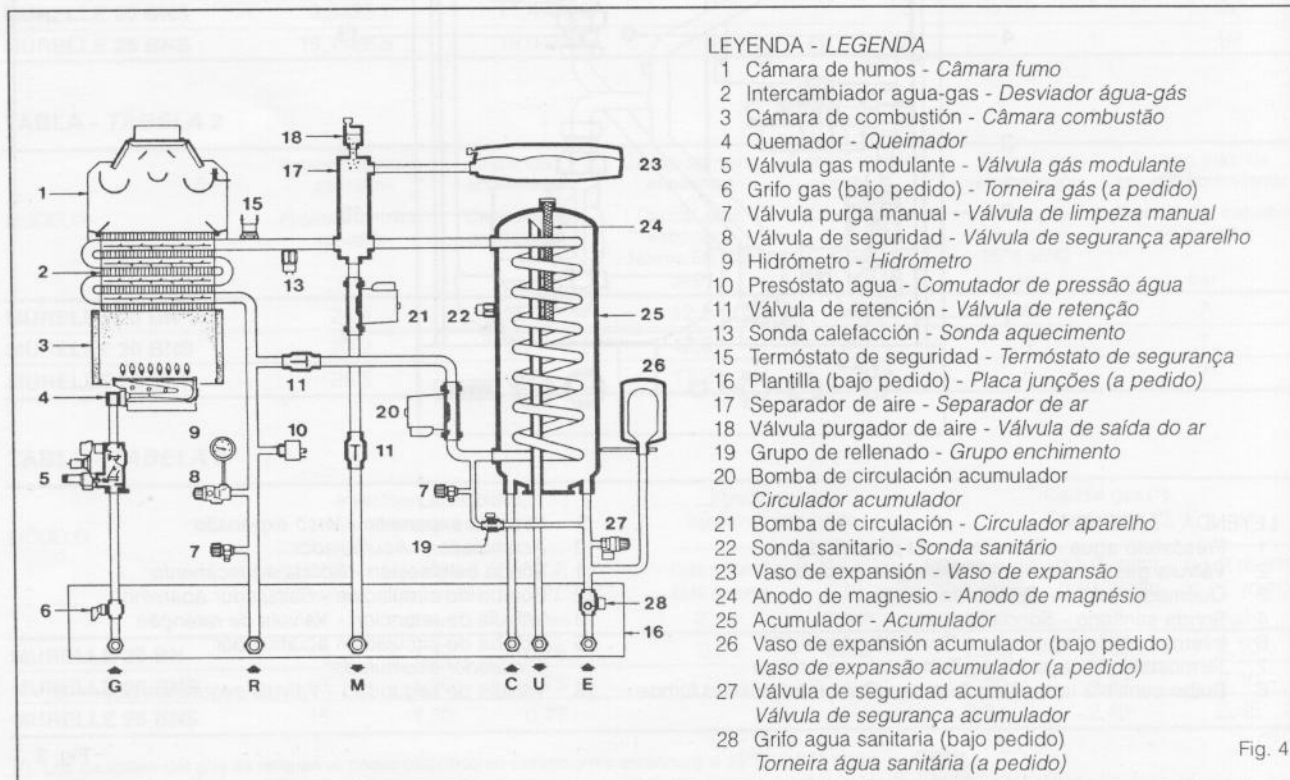 LEYENDA - LEGENDA
1 Cámara de humos - Câmara fumo
2 Intercambiador agua-gas - Desviador água-gás
3 Cámara de combustión - Câmara combustão
4 Quemador - Queimador
5 Válvula gas modulante - Válvula gás modulante
6 Grifo gas (bajo pedido) - Torneira gás (a pedido)
7 Válvula purga manual - Válvula de limpeza manual
8 Válvula de seguridad - Válvula de segurança aparelho
9 Hidrómetro - Hidrómétro
10 Presóstato agua - Comutador de pressão água
11 Válvula de retención - Válvula de retenção
13 Sonda calefacción - Sonda aquecimento
15 Termóstato de seguridad - Termóstato de segurança
16 Plantilla (bajo pedido) - Placa junções (a pedido)
17 Separador de aire - Separador de ar
18 Válvula purgador de aire - Válvula de saída do ar
19 Grupo de rellenado - Grupo enchimento
20 Bomba de circulación acumulador
Circulador acumulador
21 Bomba de circulación - Circulador aparelho
22 Sonda sanitario - Sonda sanitário
23 Vaso de expansión - Vaso de expansão
24 Anodo de magnesio - Anodo de magnésio
25 Acumulador - Acumulador
26 Vaso de expansión acumulador (bajo pedido)
Vaso de expansão acumulador (a pedido)
27 Válvula de seguridad acumulador
Válvula de segurança acumulador
28 Grifo agua sanitaria (bajo pedido)
Torneira água sanitária (a pedido)
Fig. 4
18
17
23
1
15
24
2
13
21
22
25
3
11
26
4
20
9
10
11
5
8
7
27
19
7
6
28
16
G R M C U E